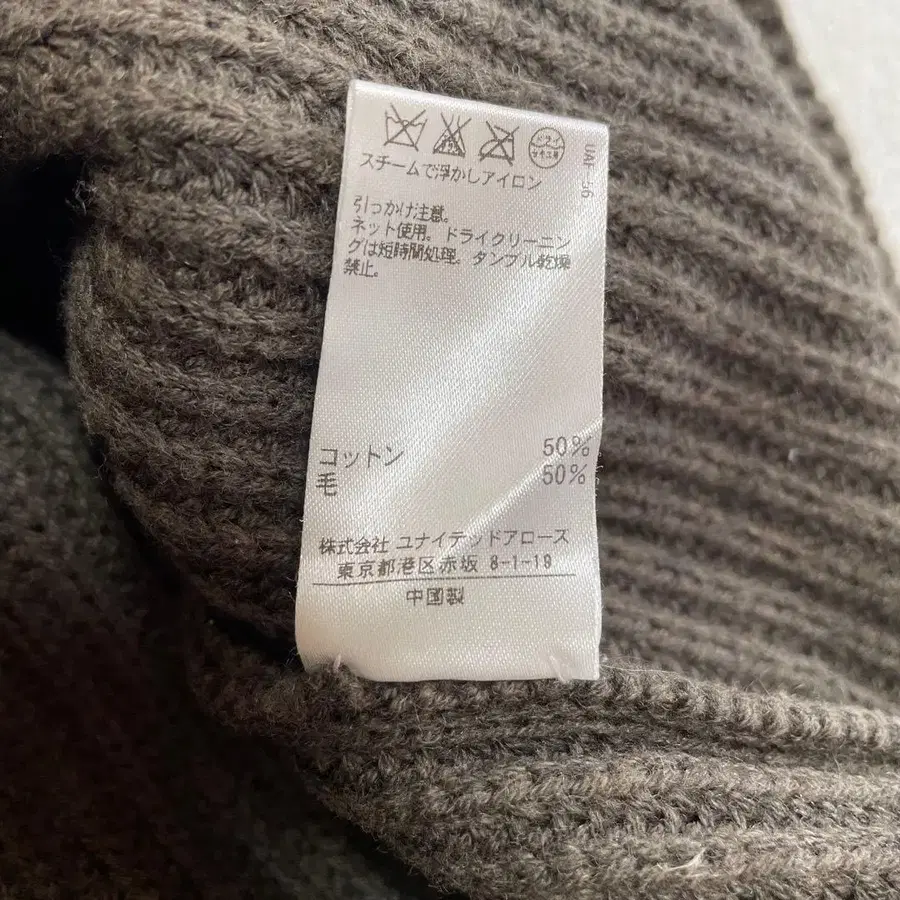 スチームで浮かしアイロン
引っかけ注意。
ネット使用。ドライクリーニン
グは短時間処理。タンブル乾燥
禁止。
コットン 50%
毛 50%
株式会社 ユナイテッドアローズ
東京都港区赤坂 8-1-19
中国製